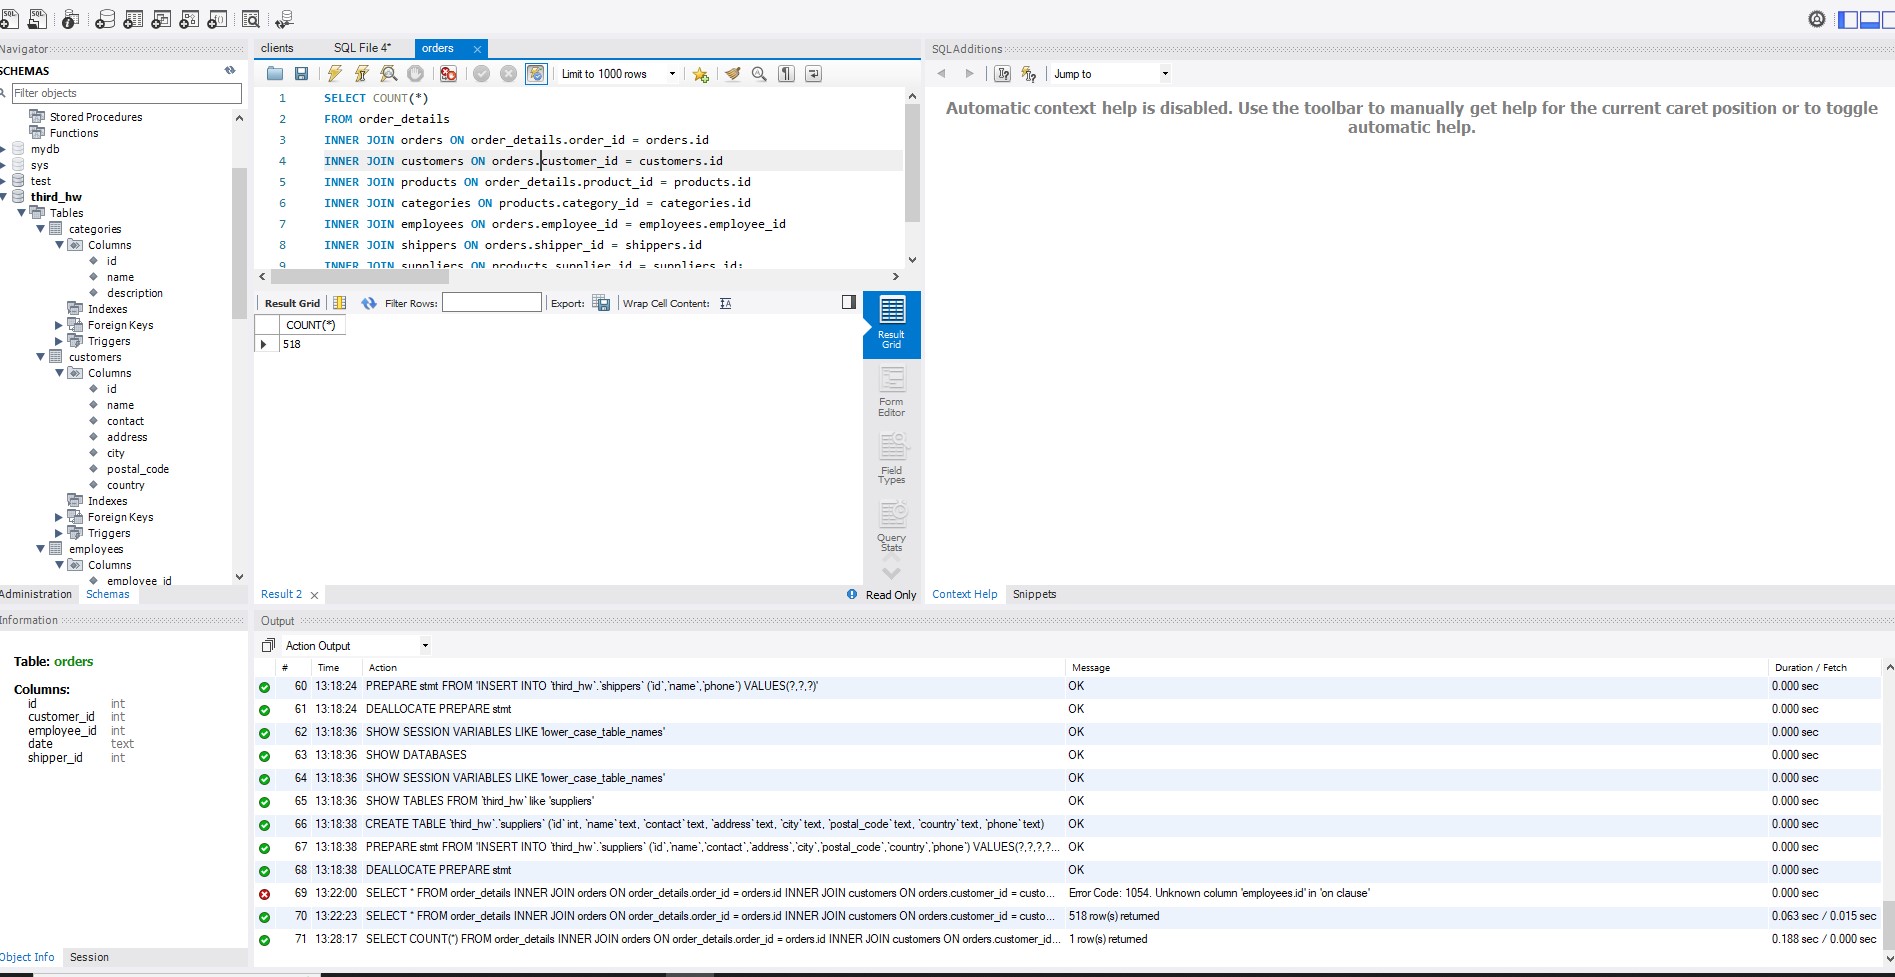 Navigator
SCHEMAS
Filter objects
Stored Procedures
Functions
mydb
sys
test
third_hw
Tables
categories
Columns
id
name
description
Indexes
Foreign Keys
Triggers
customers
Columns
id
name
contact
address
city
postal_code
country
Indexes
Foreign Keys
Triggers
employees
Columns
employee_id
Administration Schemas
Information
Table: orders
Columns:
id int
customer_id int
employee_id int
date text
shipper_id int
Object Info Session
clients SQL File 4* orders
Limit to 1000 rows
1 SELECT COUNT(*)
2 FROM order_details
3 INNER JOIN orders ON order_details.order_id = orders.id
4 INNER JOIN customers ON orders.customer_id = customers.id
5 INNER JOIN products ON order_details.product_id = products.id
6 INNER JOIN categories ON products.category_id = categories.id
7 INNER JOIN employees ON orders.employee_id = employees.employee_id
8 INNER JOIN shippers ON orders.shipper_id = shippers.id
9 INNER JOIN suppliers ON products.supplier_id = suppliers.id;
Result Grid Filter Rows: Export: Wrap Cell Content:
COUNT(*)
518
Result
Grid
Form
Editor
Field
Types
Query
Stats
Result 2 Read Only
SQLAdditions
Jump to
Automatic context help is disabled. Use the toolbar to manually get help for the current caret position or to toggle
automatic help.
Context Help Snippets
Output
Action Output
# Time Action Message Duration / Fetch
60 13:18:24 PREPARE stmt FROM 'INSERT INTO `third_hw`.`shippers` (`id`,`name`,`phone`) VALUES(?,?,?)' OK 0.000 sec
61 13:18:24 DEALLOCATE PREPARE stmt OK 0.000 sec
62 13:18:36 SHOW SESSION VARIABLES LIKE 'lower_case_table_names' OK 0.000 sec
63 13:18:36 SHOW DATABASES OK 0.000 sec
64 13:18:36 SHOW SESSION VARIABLES LIKE 'lower_case_table_names' OK 0.000 sec
65 13:18:36 SHOW TABLES FROM `third_hw` like 'suppliers' OK 0.000 sec
66 13:18:38 CREATE TABLE `third_hw`.`suppliers` (`id` int, `name` text, `contact` text, `address` text, `city` text, `postal_code` text, `country` text, `phone` text) OK 0.000 sec
67 13:18:38 PREPARE stmt FROM 'INSERT INTO `third_hw`.`suppliers` (`id`,`name`,`contact`,`address`,`city`,`postal_code`,`country`,`phone`) VALUES(?,?,?,?... OK 0.000 sec
68 13:18:38 DEALLOCATE PREPARE stmt OK 0.000 sec
69 13:22:00 SELECT * FROM order_details INNER JOIN orders ON order_details.order_id = orders.id INNER JOIN customers ON orders.customer_id = custo... Error Code: 1054. Unknown column 'employees.id' in 'on clause' 0.000 sec
70 13:22:23 SELECT * FROM order_details INNER JOIN orders ON order_details.order_id = orders.id INNER JOIN customers ON orders.customer_id = custo... 518 row(s) returned 0.063 sec / 0.015 sec
71 13:28:17 SELECT COUNT(*) FROM order_details INNER JOIN orders ON order_details.order_id = orders.id INNER JOIN customers ON orders.customer_id... 1 row(s) returned 0.188 sec / 0.000 sec